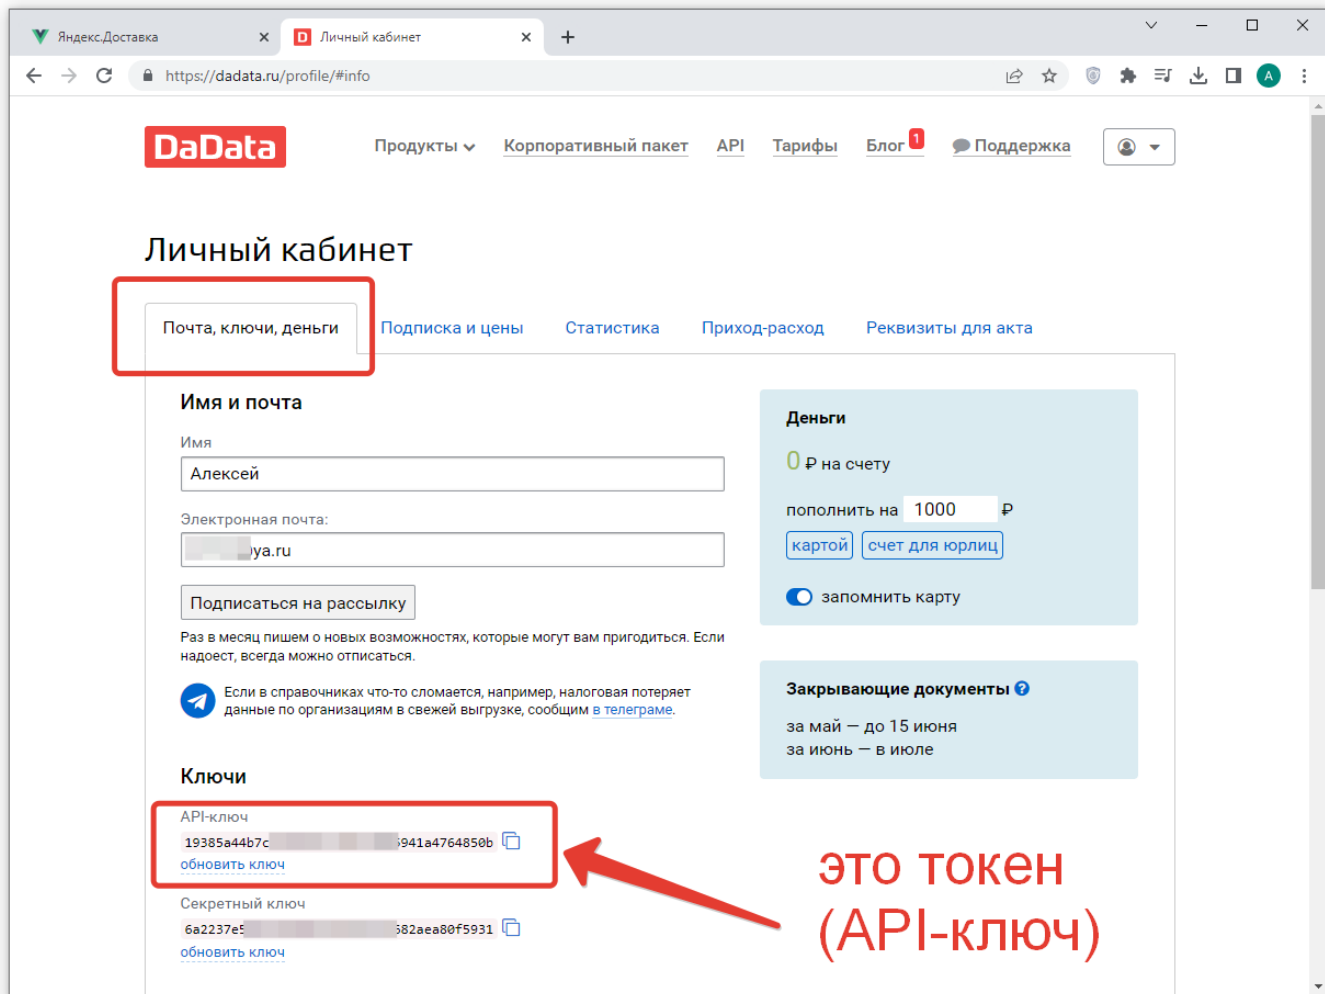 Яндекс.Доставка
Личный кабинет
https://dadata.ru/profile/#info
A
DaData
Продукты
Корпоративный пакет
API
Тарифы
Блог 1
Поддержка
Личный кабинет
Почта, ключи, деньги
Подписка и цены
Статистика
Приход-расход
Реквизиты для акта
Имя и почта
Имя
Алексей
Электронная почта:
ya.ru
Подписаться на рассылку
Раз в месяц пишем о новых возможностях, которые могут вам пригодиться. Если
надоест, всегда можно отписаться.
Если в справочниках что-то сломается, например, налоговая потеряет
данные по организациям в свежей выгрузке, сообщим в телеграме.
Деньги
0 ₽ на счету
пополнить на 1000 ₽
картой
счет для юрлиц
запомнить карту
Закрывающие документы ?
за май — до 15 июня
за июнь — в июле
Ключи
API-ключ
19385a44b7c 941a4764850b
обновить ключ
Секретный ключ
6a2237e5 82aea80f5931
обновить ключ
это токен
(API-ключ)